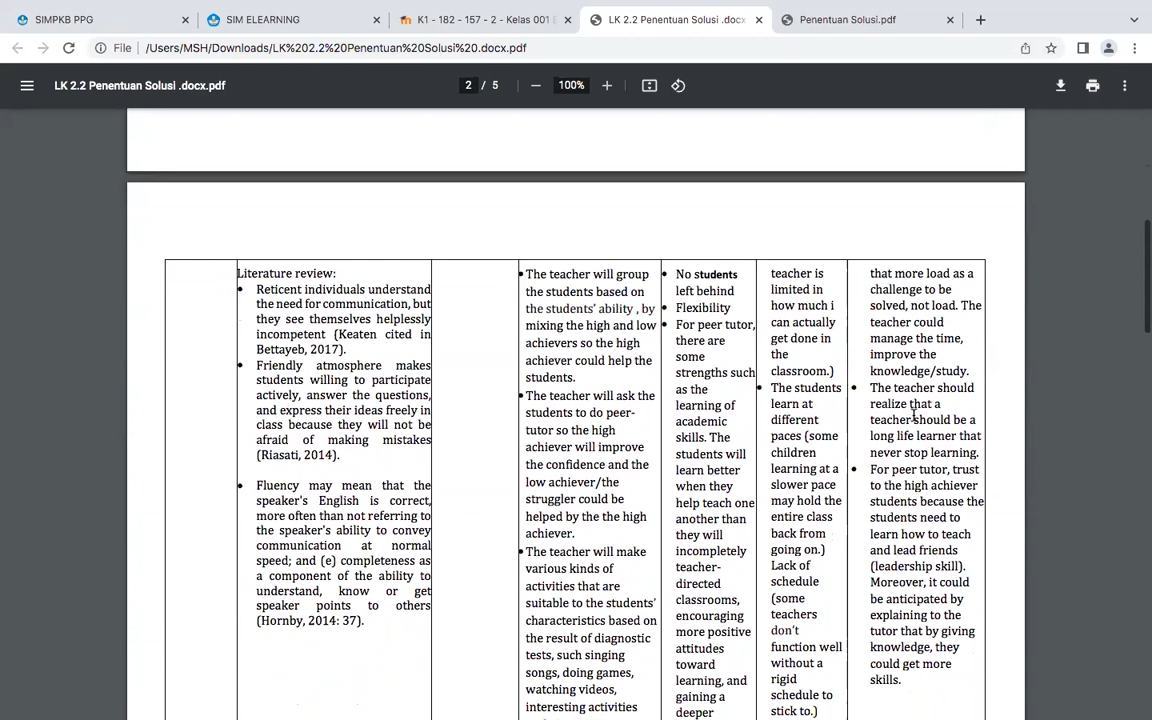 SIMPKB PPG
SIM ELEARNING
K1 - 182 - 157 - 2 - Kelas 001
LK 2.2 Penentuan Solusi .docx
Penentuan Solusi.pdf
File
/Users/MSH/Downloads/LK%202.2%20Penentuan%20Solusi%20.docx.pdf
LK 2.2 Penentuan Solusi .docx.pdf
2 / 5
100%
Literature review:
• Reticent individuals understand
the need for communication, but
they see themselves helplessly
incompetent (Keaten cited in
Bettayeb, 2017).
• Friendly atmosphere makes
students willing to participate
actively, answer the questions,
and express their ideas freely in
class because they will not be
afraid of making mistakes
(Riasati, 2014).
• Fluency may mean that the
speaker's English is correct,
more often than not referring to
the speaker's ability to convey
communication at normal
speed; and (e) completeness as
a component of the ability to
understand, know or get
speaker points to others
(Hornby, 2014: 37).
• The teacher will group
the students based on
the students' ability , by
mixing the high and low
achievers so the high
achiever could help the
students.
• The teacher will ask the
students to do peer-
tutor so the high
achiever will improve
the confidence and the
low achiever/the
struggler could be
helped by the the high
achiever.
• The teacher will make
various kinds of
activities that are
suitable to the students'
characteristics based on
the result of diagnostic
tests, such singing
songs, doing games,
watching videos,
interesting activities
• No students
left behind
• Flexibility
• For peer tutor,
there are
some
strengths such
as the
learning of
academic
skills. The
students will
learn better
when they
help teach one
another than
they will
incompletely
teacher-
directed
classrooms,
encouraging
more positive
attitudes
toward
learning, and
gaining a
deeper
teacher is
limited in
how much i
can actually
get done in
the
classroom.)
• The students
learn at
different
paces (some
children
learning at a
slower pace
may hold the
entire class
back from
going on.)
Lack of
schedule
(some
teachers
don't
function well
without a
rigid
schedule to
stick to.)
that more load as a
challenge to be
solved, not load. The
teacher could
manage the time,
improve the
knowledge/study.
• The teacher should
realize that a
teacher should be a
long life learner that
never stop learning.
• For peer tutor, trust
to the high achiever
students because the
students need to
learn how to teach
and lead friends
(leadership skill).
Moreover, it could
be anticipated by
explaining to the
tutor that by giving
knowledge, they
could get more
skills.